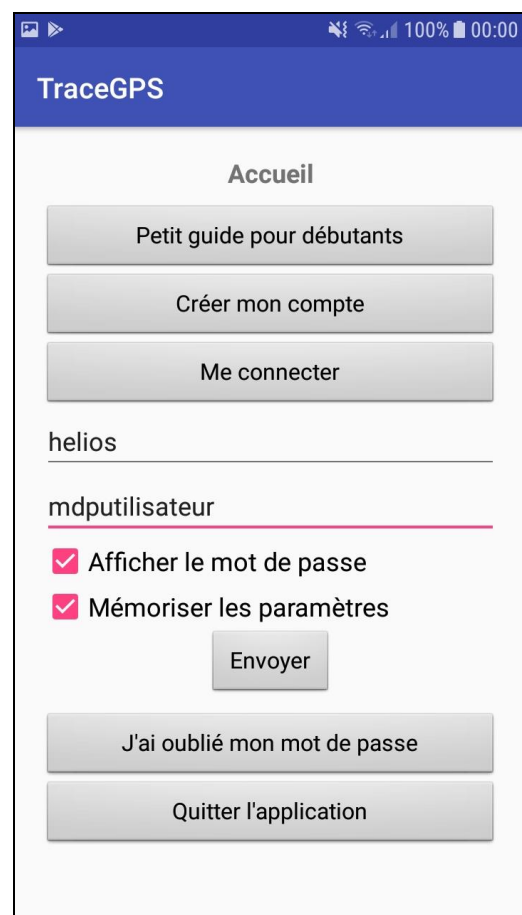 100% 00:00
TraceGPS
Accueil
Petit guide pour débutants
Créer mon compte
Me connecter
helios
mdputilisateur
Afficher le mot de passe
Mémoriser les paramètres
Envoyer
J'ai oublié mon mot de passe
Quitter l'application